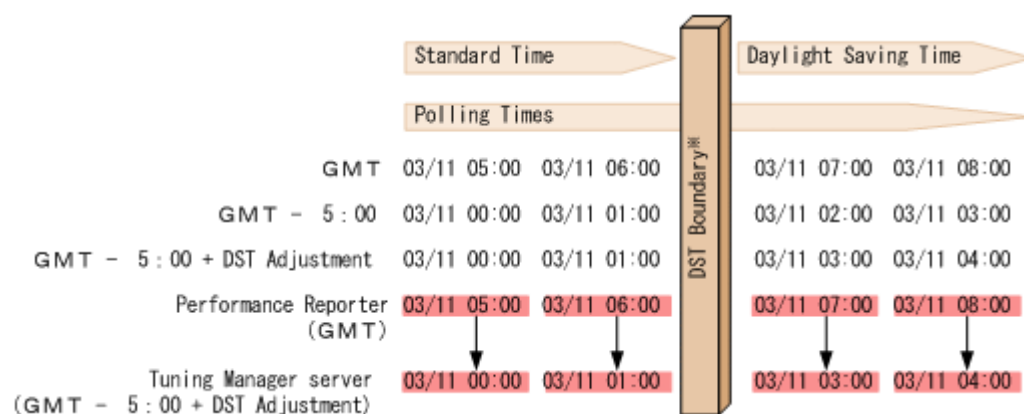 Standard Time
Daylight Saving Time
Polling Times
DST Boundary※
GMT 03/11 05:00 03/11 06:00 03/11 07:00 03/11 08:00
GMT - 5:00 03/11 00:00 03/11 01:00 03/11 02:00 03/11 03:00
GMT - 5:00 + DST Adjustment 03/11 00:00 03/11 01:00 03/11 03:00 03/11 04:00
Performance Reporter 03/11 05:00 03/11 06:00 03/11 07:00 03/11 08:00
(GMT)
Tuning Manager server 03/11 00:00 03/11 01:00 03/11 03:00 03/11 04:00
(GMT - 5:00 + DST Adjustment)